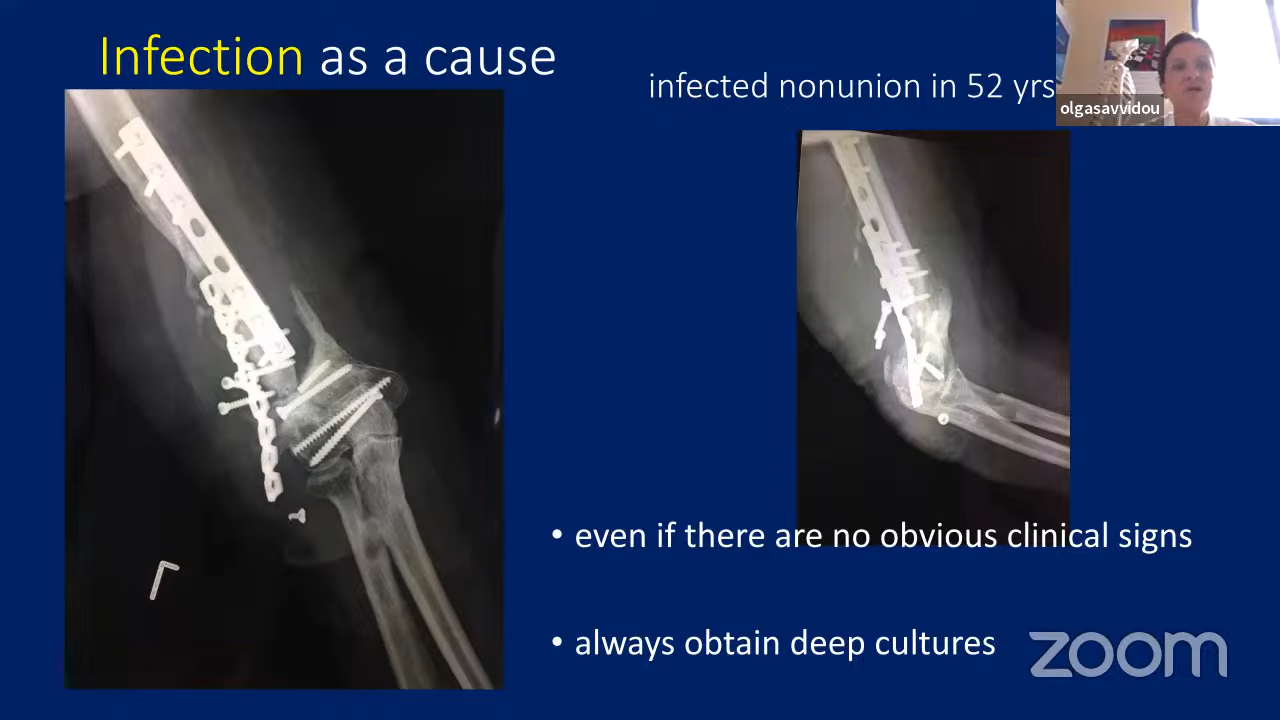 Infection as a cause
infected nonunion in 52 yrs
olgasavvidou
• even if there are no obvious clinical signs
• always obtain deep cultures
zoom